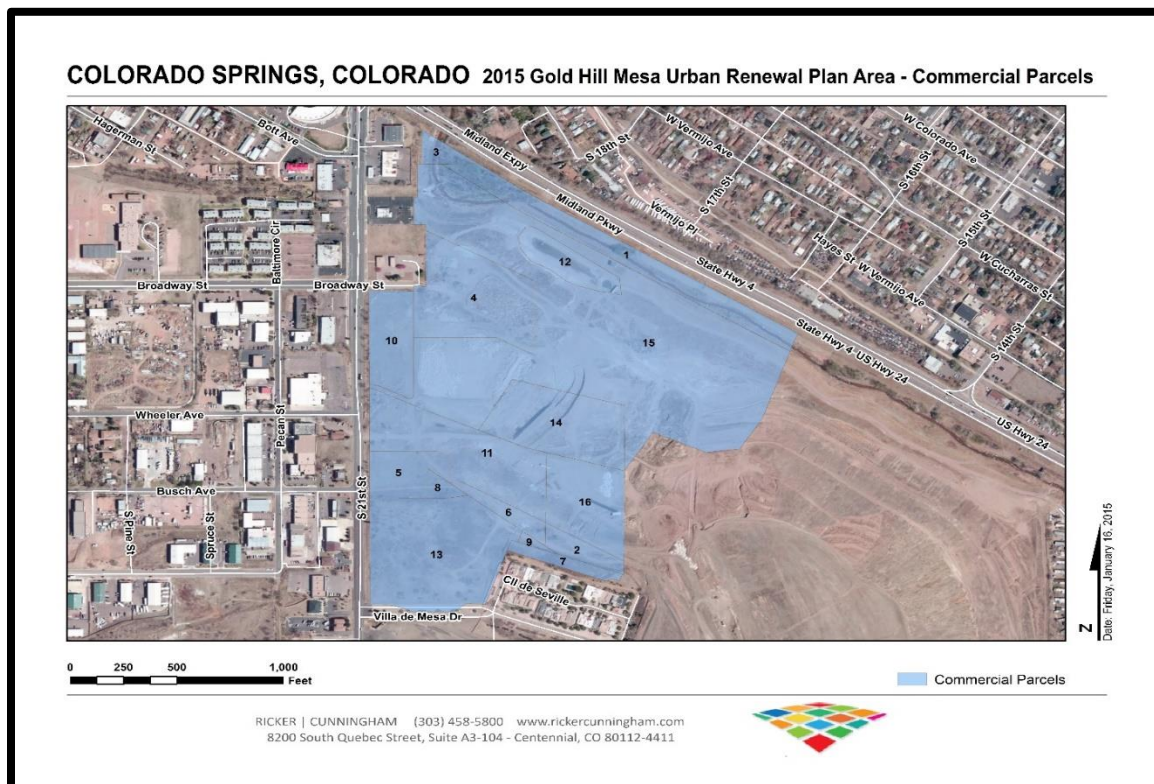 COLORADO SPRINGS, COLORADO 2015 Gold Hill Mesa Urban Renewal Plan Area - Commercial Parcels
Hagerman St
Bott Ave
3
Midland Expy
S 18th St
W Vermijo Ave
W Colorado Ave
S 16th St
S 17th St
Midland Pkwy
Vermijo Pl
S 15th St
Baltimore Cir
12
1
State Hwy 4
Hayes St
W Vermijo Ave
W Cucharras St
Broadway St
Broadway St
4
10
15
State Hwy 4-US Hwy 24
S 14th St
Wheeler Ave
Pecan St
14
US Hwy 24
11
5
Busch Ave
S 21st St
8
16
S Pine St
Spruce St
6
9
2
13
7
Cll de Seville
Villa de Mesa Dr
Z
Date: Friday, January 16, 2015
0 250 500 1,000
Feet
Commercial Parcels
RICKER | CUNNINGHAM (303) 458-5800 www.rickercunningham.com
8200 South Quebec Street, Suite A3-104 - Centennial, CO 80112-4411